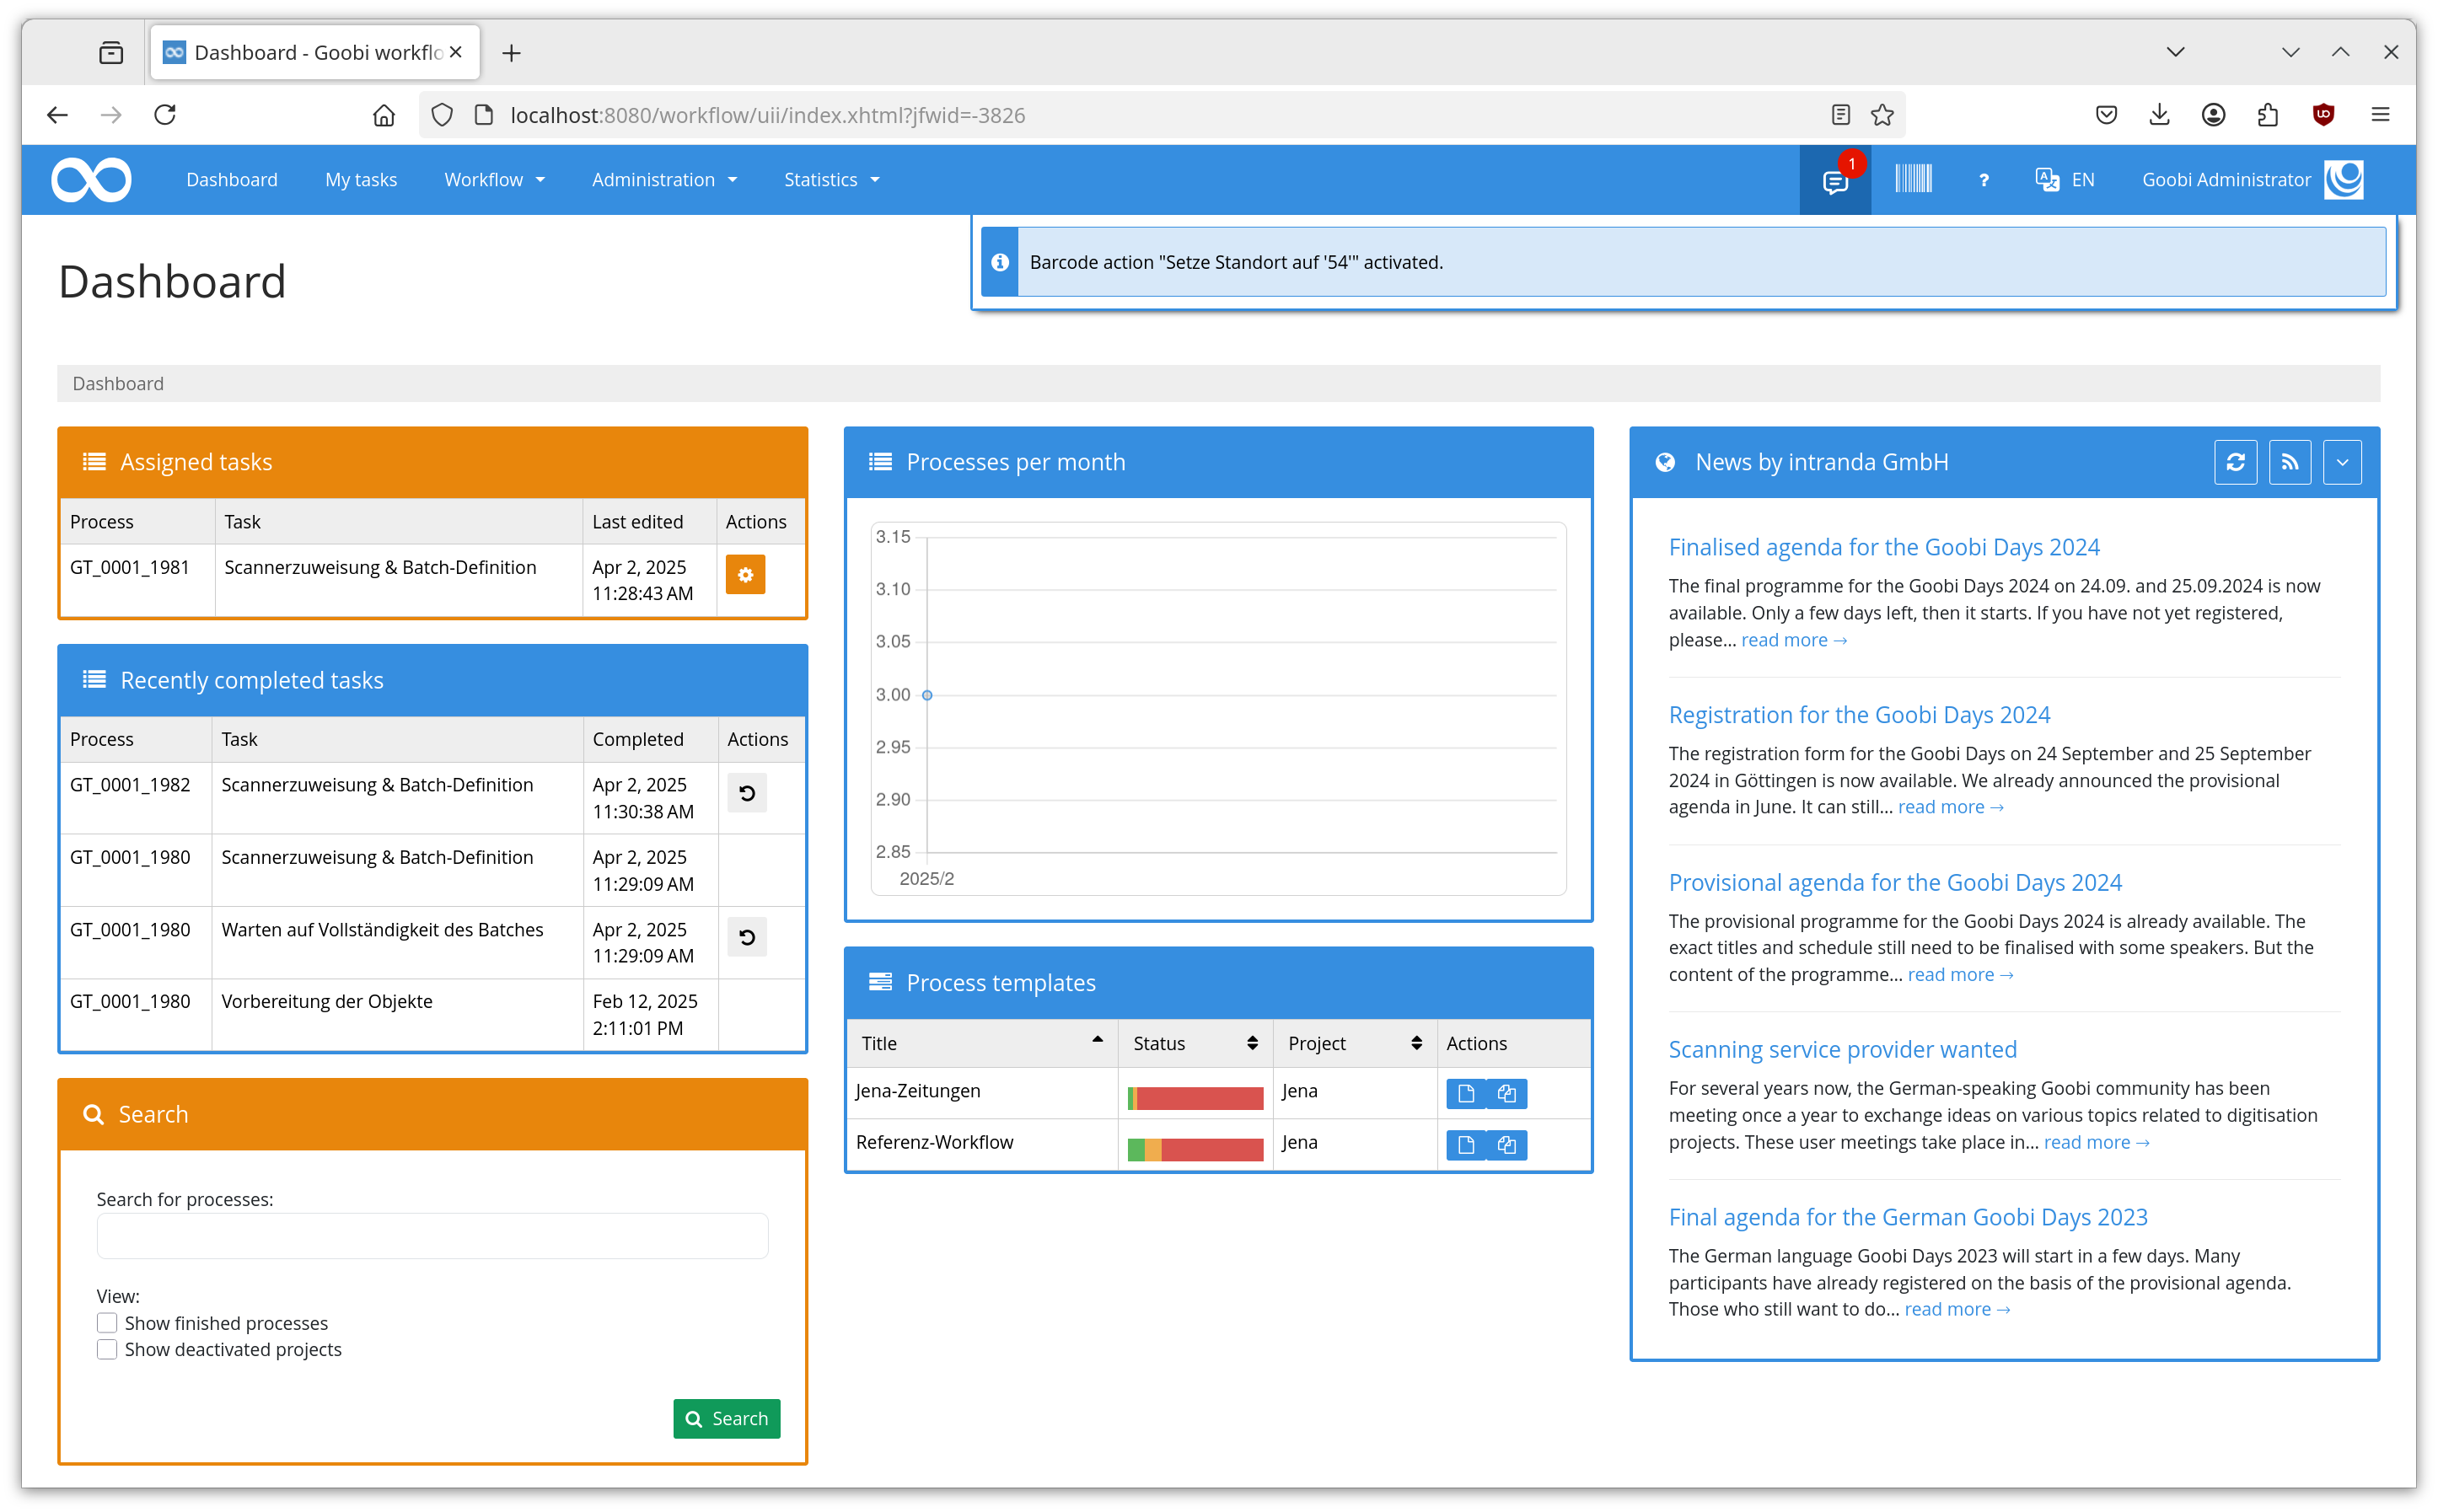 Dashboard - Goobi workflo
localhost:8080/workflow/uii/index.xhtml?jfwid=-3826
Dashboard
My tasks
Workflow
Administration
Statistics
1
?
EN
Goobi Administrator
Dashboard
Barcode action "Setze Standort auf '54'" activated.
Dashboard
Assigned tasks
Process Task Last edited Actions
GT_0001_1981 Scannerzuweisung & Batch-Definition Apr 2, 2025
11:28:43 AM
Recently completed tasks
Process Task Completed Actions
GT_0001_1982 Scannerzuweisung & Batch-Definition Apr 2, 2025
11:30:38 AM
GT_0001_1980 Scannerzuweisung & Batch-Definition Apr 2, 2025
11:29:09 AM
GT_0001_1980 Warten auf Vollständigkeit des Batches Apr 2, 2025
11:29:09 AM
GT_0001_1980 Vorbereitung der Objekte Feb 12, 2025
2:11:01 PM
Search
Search for processes:
View:
Show finished processes
Show deactivated projects
Search
Processes per month
3.15
3.10
3.05
3.00
2.95
2.90
2.85
2025/2
Process templates
Title Status Project Actions
Jena-Zeitungen Jena
Referenz-Workflow Jena
News by intranda GmbH
Finalised agenda for the Goobi Days 2024
The final programme for the Goobi Days 2024 on 24.09. and 25.09.2024 is now
available. Only a few days left, then it starts. If you have not yet registered,
please... read more →
Registration for the Goobi Days 2024
The registration form for the Goobi Days on 24 September and 25 September
2024 in Göttingen is now available. We already announced the provisional
agenda in June. It can still... read more →
Provisional agenda for the Goobi Days 2024
The provisional programme for the Goobi Days 2024 is already available. The
exact titles and schedule still need to be finalised with some speakers. But the
content of the programme... read more →
Scanning service provider wanted
For several years now, the German-speaking Goobi community has been
meeting once a year to exchange ideas on various topics related to digitisation
projects. These user meetings take place in... read more →
Final agenda for the German Goobi Days 2023
The German language Goobi Days 2023 will start in a few days. Many
participants have already registered on the basis of the provisional agenda.
Those who still want to do... read more →